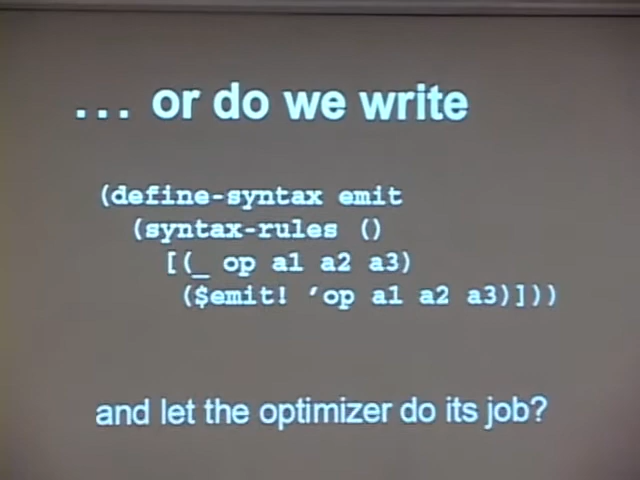 ... or do we write
(define-syntax emit
(syntax-rules ()
[(_ op a1 a2 a3)
($emit! 'op a1 a2 a3)]))
and let the optimizer do its job?